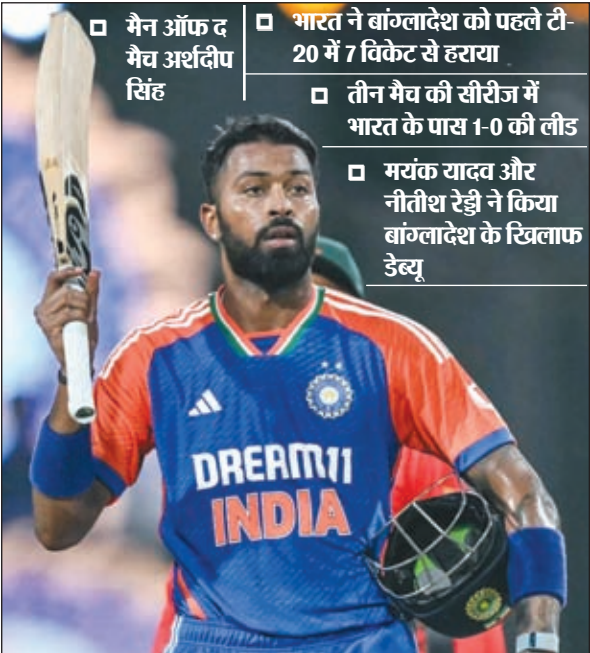 मैन ऑफ द
मैच अर्शदीप
सिंह
भारत ने बांग्लादेश को पहले टी-
20 में 7 विकेट से हराया
तीन मैच की सीरीज में
भारत के पास 1-0 की लीड
मयंक यादव और
नीतीश रेड्डी ने किया
बांग्लादेश के खिलाफ
डेब्यू
DREAM11
INDIA